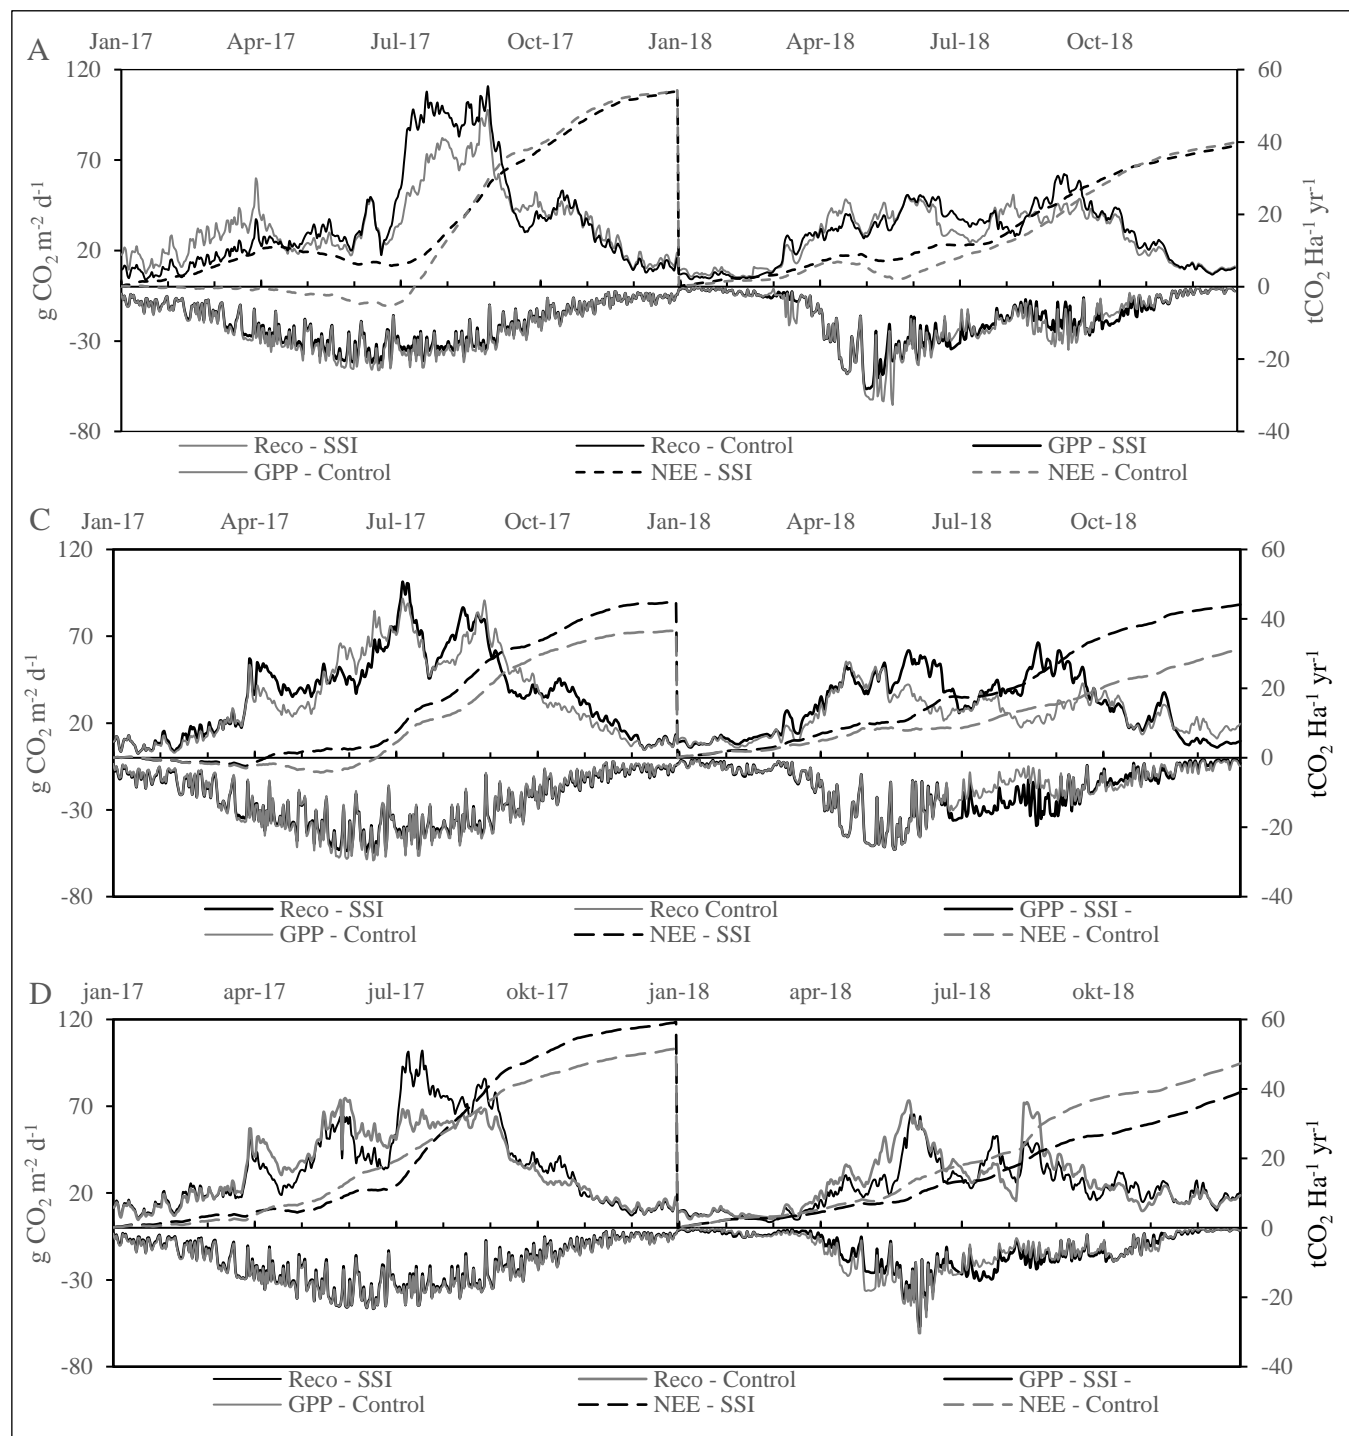 A
Jan-17 Apr-17 Jul-17 Oct-17 Jan-18 Apr-18 Jul-18 Oct-18
120 60
70 40
20 20
0
-30 -20
-80 -40
g CO2 m-2 d-1
tCO2 Ha-1 yr-1
Reco - SSI Reco - Control GPP - SSI
GPP - Control NEE - SSI NEE - Control
C
Jan-17 Apr-17 Jul-17 Oct-17 Jan-18 Apr-18 Jul-18 Oct-18
120 60
70 40
20 20
0
-30 -20
-80 -40
g CO2 m-2 d-1
tCO2 Ha-1 yr-1
Reco - SSI Reco Control GPP - SSI -
GPP - Control NEE - SSI NEE - Control
D
jan-17 apr-17 jul-17 okt-17 jan-18 apr-18 jul-18 okt-18
120 60
70 40
20 20
0
-30 -20
-80 -40
g CO2 m-2 d-1
tCO2 Ha-1 yr-1
Reco - SSI Reco - Control GPP - SSI -
GPP - Control NEE - SSI NEE - Control